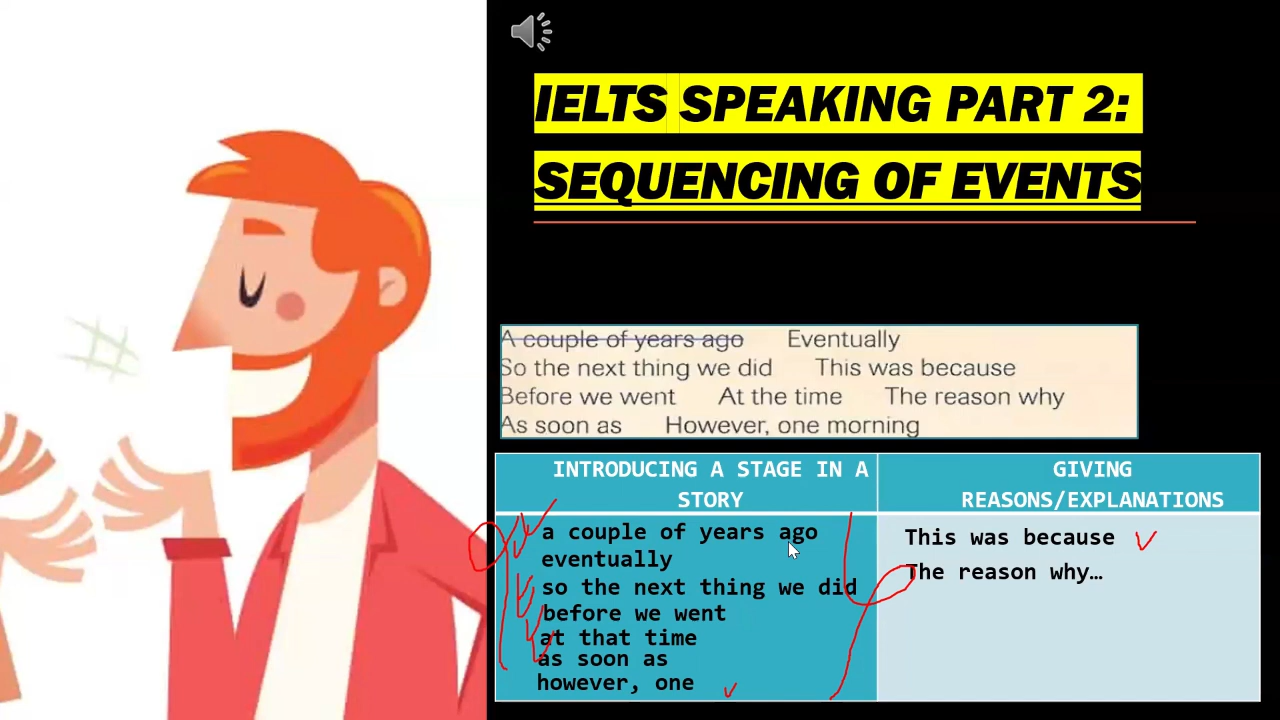 IELTS SPEAKING PART 2:
SEQUENCING OF EVENTS
A couple of years ago Eventually
So the next thing we did This was because
Before we went At the time The reason why
As soon as However, one morning
INTRODUCING A STAGE IN A
STORY
a couple of years ago
eventually
so the next thing we did
before we went
at that time
as soon as
however, one
GIVING
REASONS/EXPLANATIONS
This was because
The reason why…